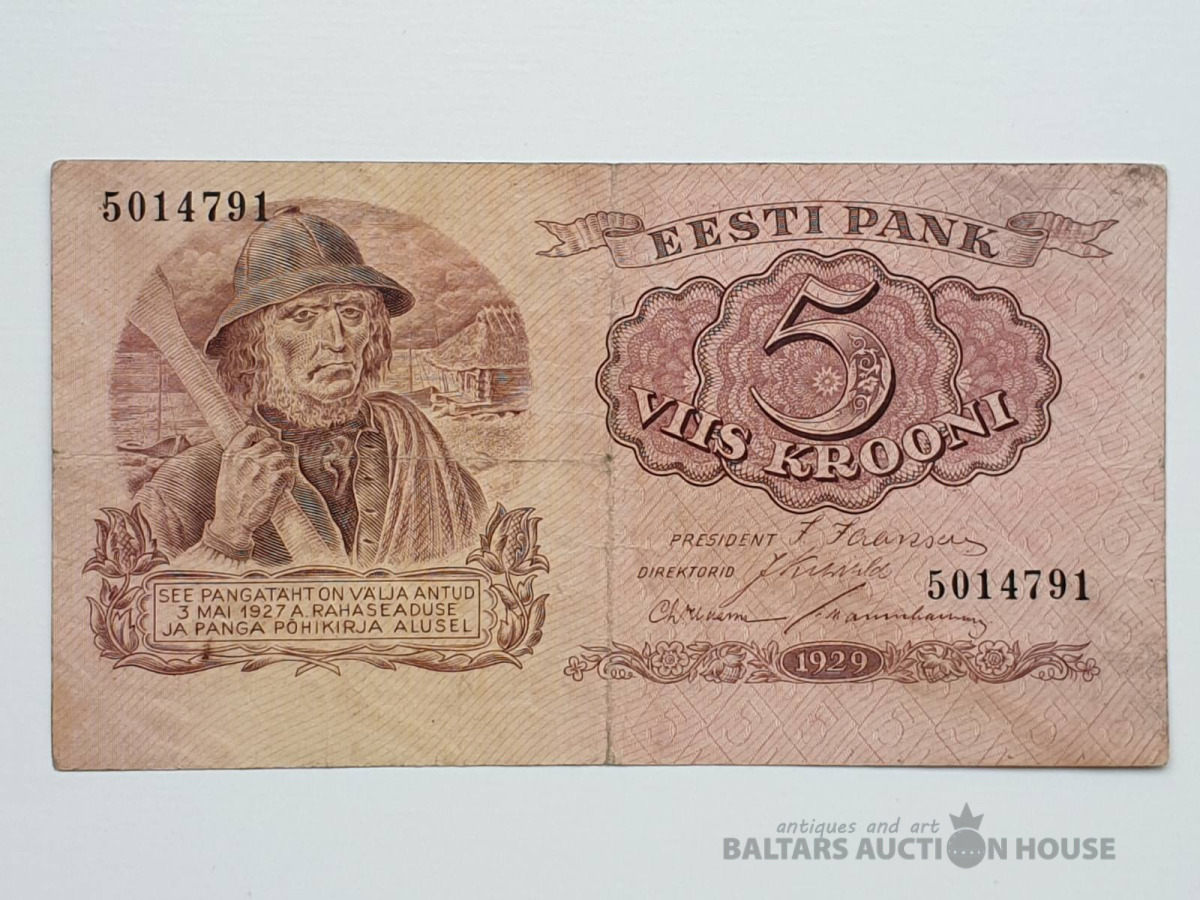 5014791
EESTI PANK
5
VIIS KROONI
PRESIDENT
DIREKTORID
5014791
SEE PANGATÄHT ON VÄLJA ANTUD
3 MAI 1927 A. RAHASEADUSE
JA PANGA PÕHIKIRJA ALUSEL
1929
antiques and art
BALTARS AUCTION HOUSE